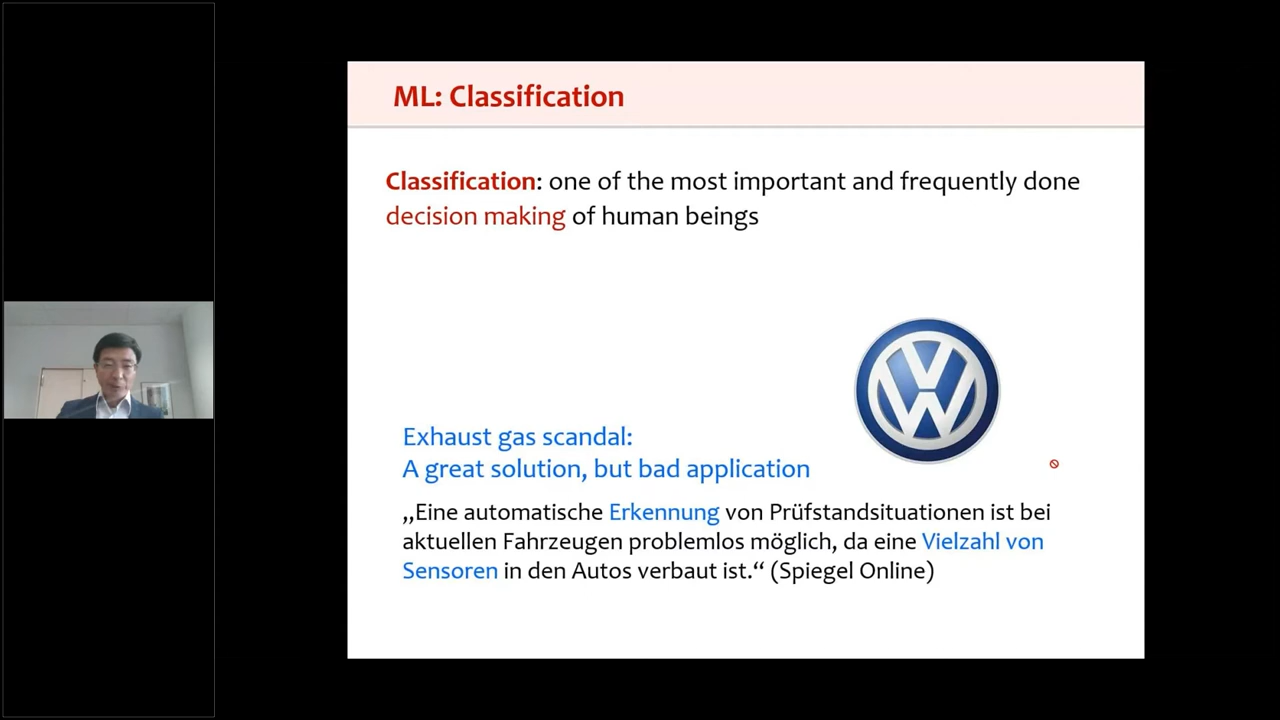 ML: Classification
Classification: one of the most important and frequently done
decision making of human beings
Exhaust gas scandal:
A great solution, but bad application
„Eine automatische Erkennung von Prüfstandsituationen ist bei
aktuellen Fahrzeugen problemlos möglich, da eine Vielzahl von
Sensoren in den Autos verbaut ist.“ (Spiegel Online)